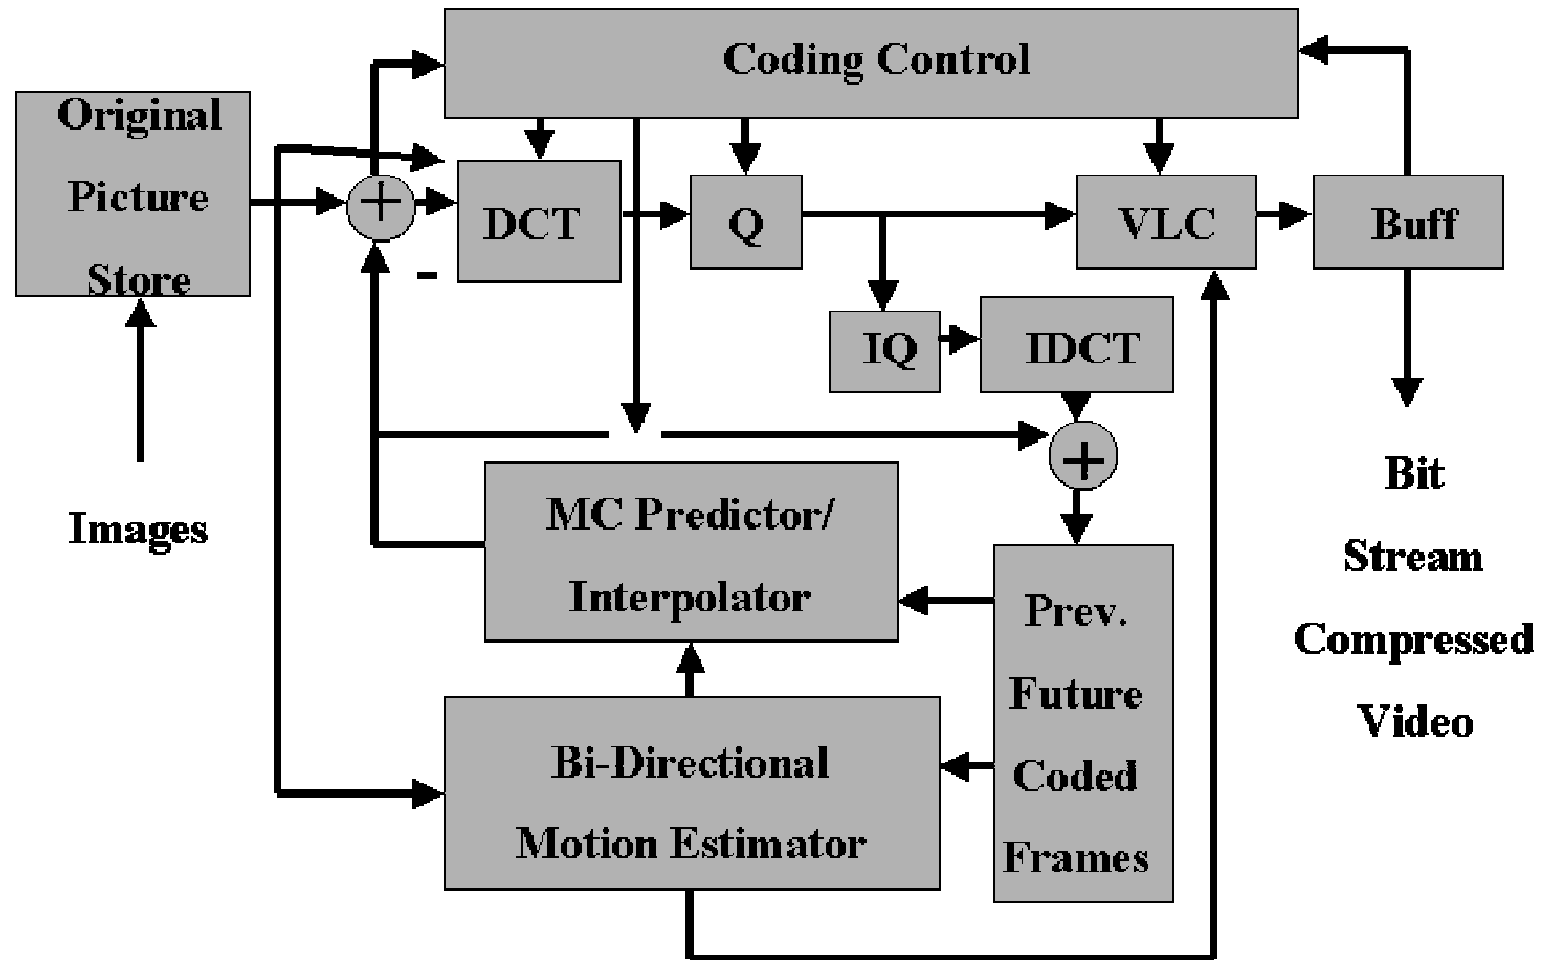 Coding Control
Original
Picture
Store
+
DCT
Q
VLC
Buff
-
IQ
IDCT
+
Images
MC Predictor/
Interpolator
Prev.
Future
Coded
Frames
Bi-Directional
Motion Estimator
Bit
Stream
Compressed
Video